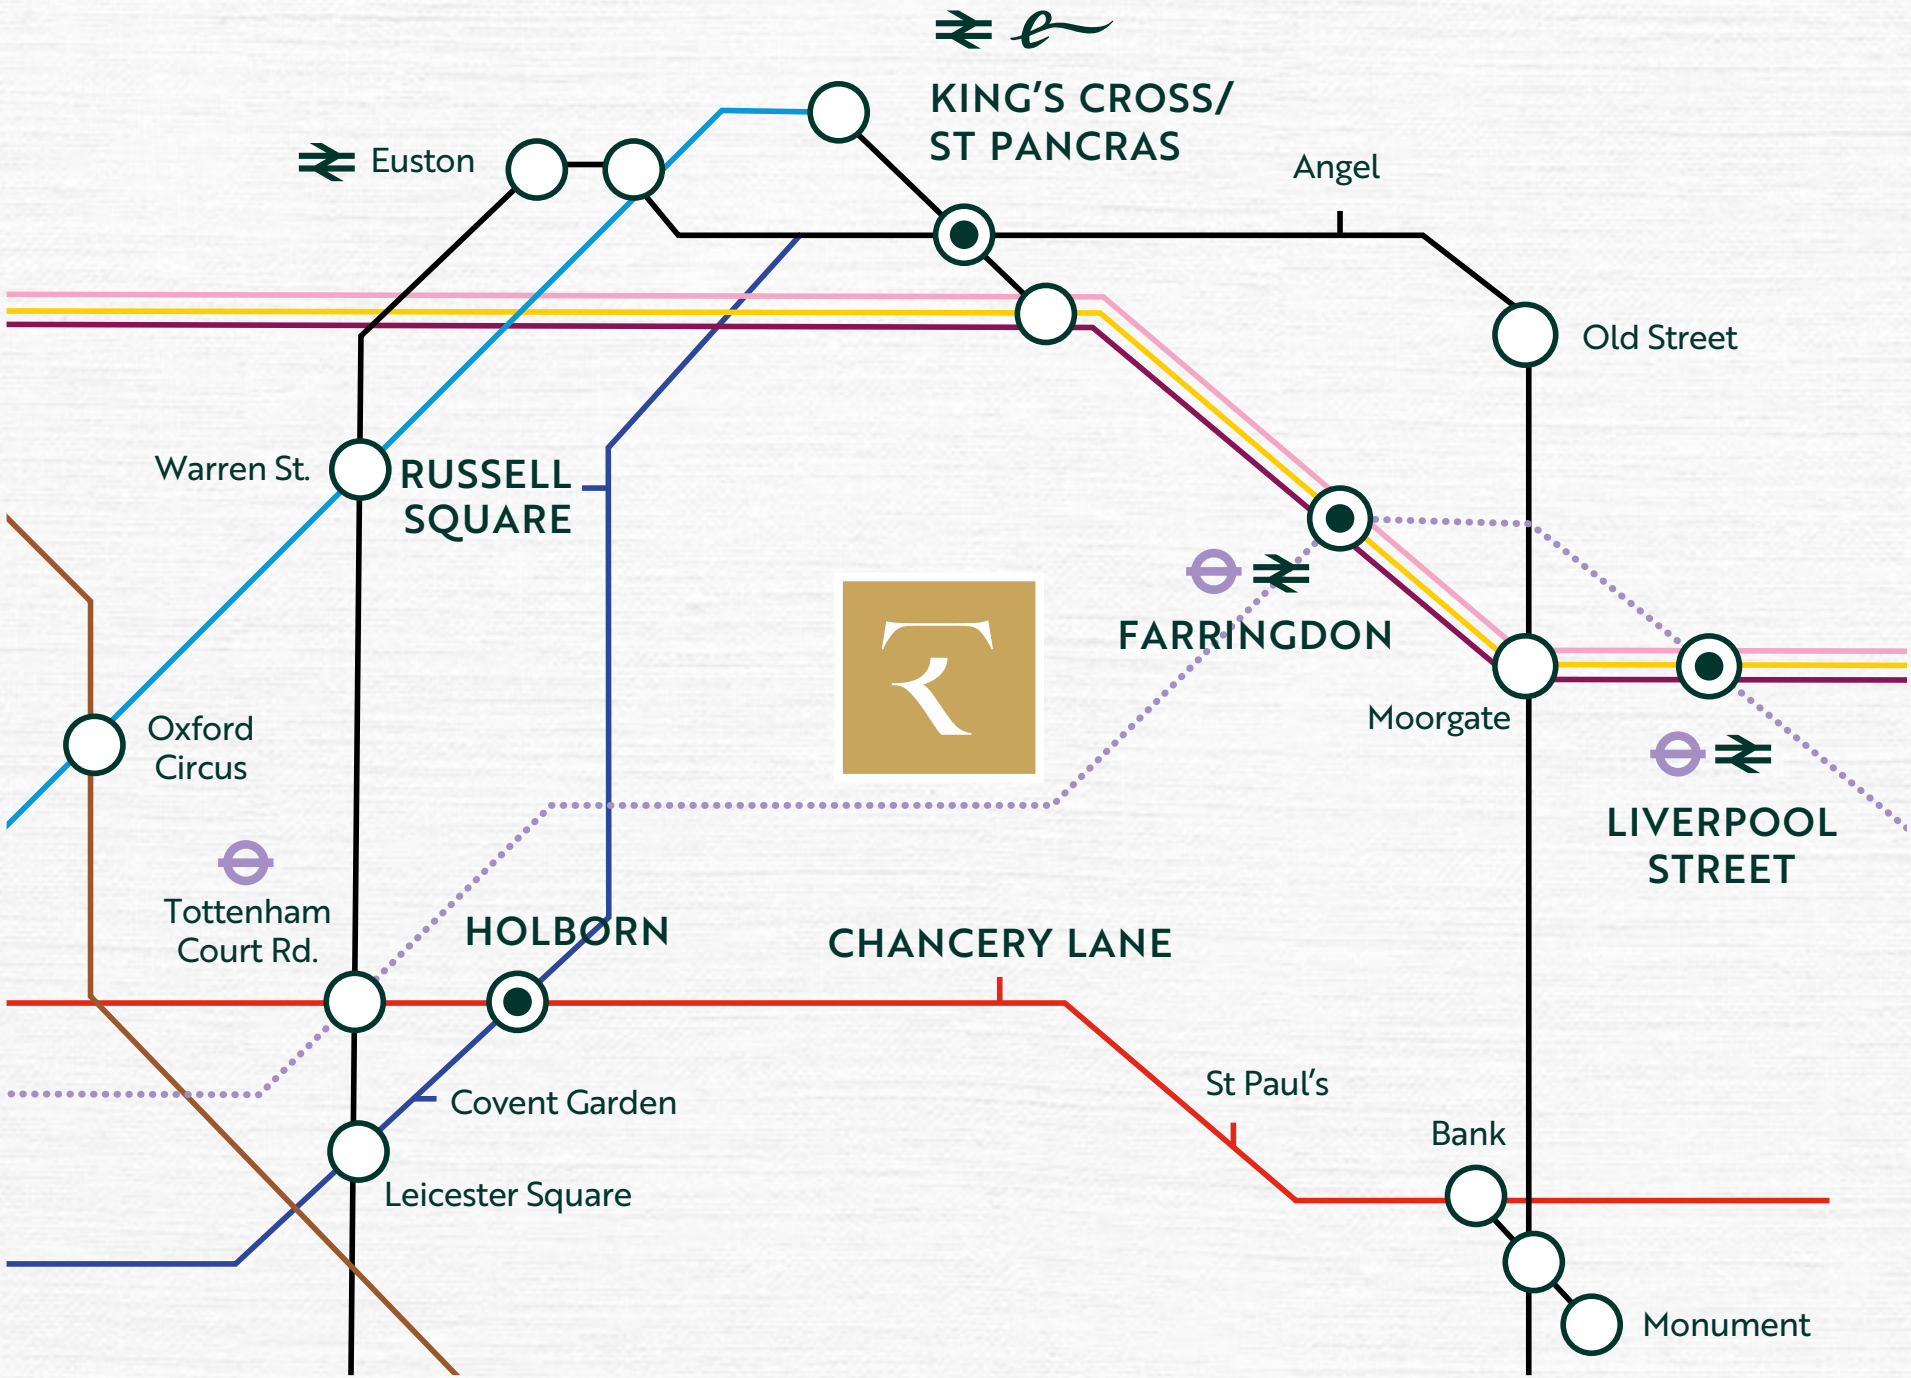 KING'S CROSS/
ST PANCRAS
Euston
Angel
Old Street
Warren St.
RUSSELL
SQUARE
FARRINGDON
Moorgate
Oxford
Circus
LIVERPOOL
STREET
Tottenham
Court Rd.
HOLBORN
CHANCERY LANE
Covent Garden
St Paul's
Bank
Leicester Square
Monument